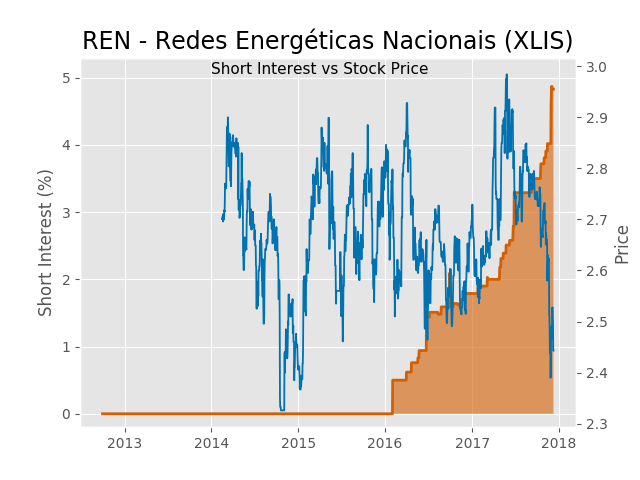 REN - Redes Energéticas Nacionais (XLIS)
Short Interest vs Stock Price
Short Interest (%)
5
4
3
2
1
0
3.0
2.9
2.8
2.7
2.6
2.5
2.4
2.3
Price
2013 2014 2015 2016 2017 2018